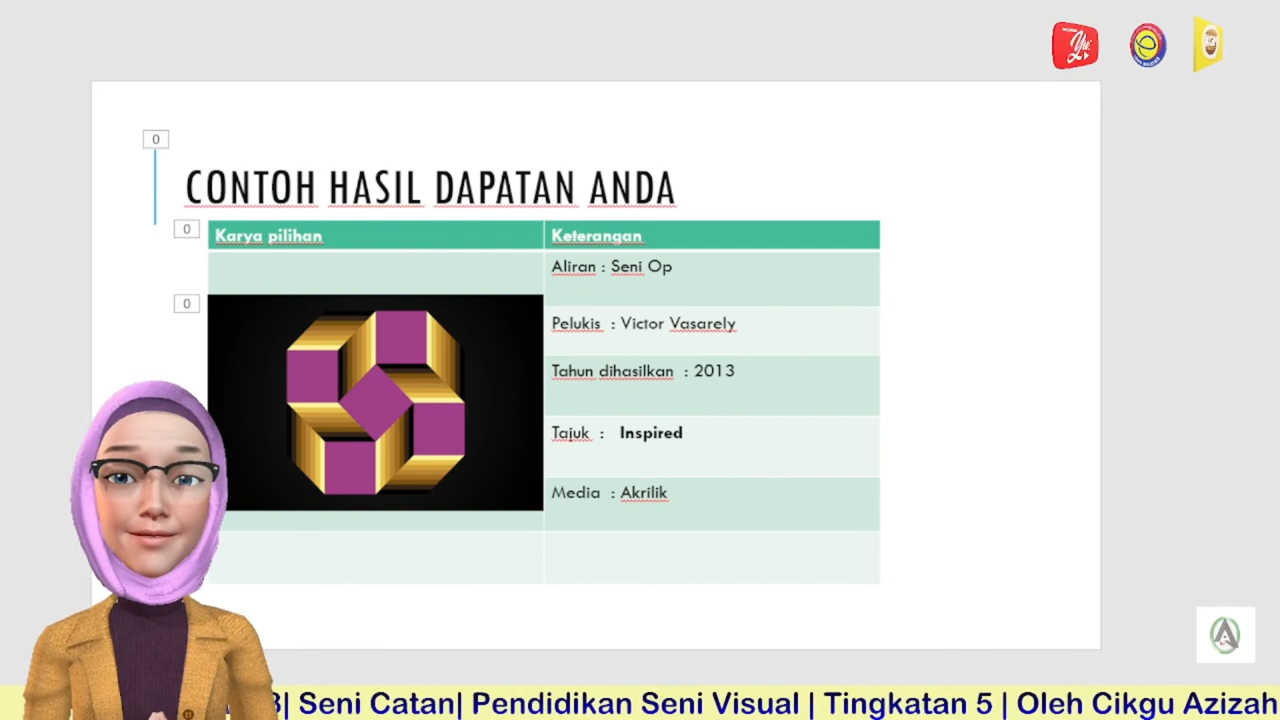 0
CONTOH HASIL DAPATAN ANDA
0
Karya pilihan
Keterangan
Aliran : Seni Op
0
Pelukis : Victor Vasarely
Tahun dihasilkan : 2013
Tajuk : Inspired
Media : Akrilik
3| Seni Catan| Pendidikan Seni Visual | Tingkatan 5 | Oleh Cikgu Azizah